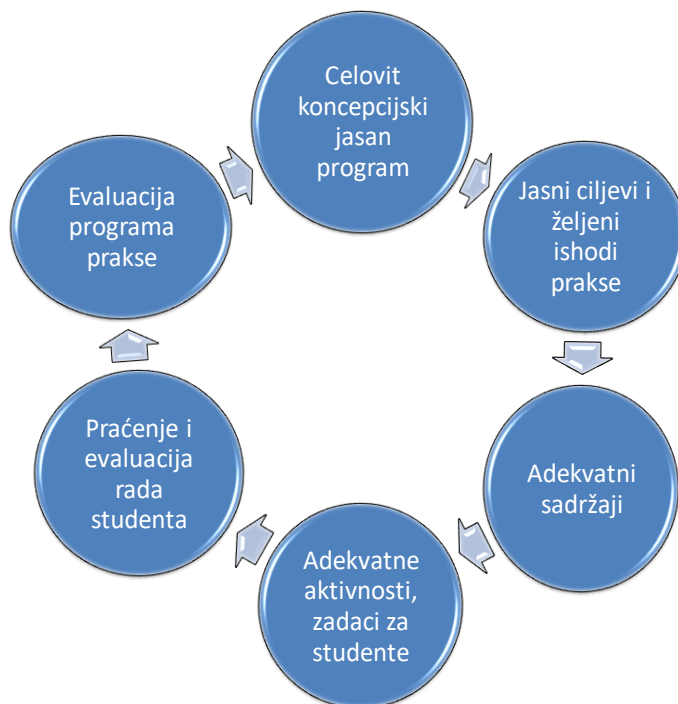 Celovit
koncepcijski
jasan
program
Jasni ciljevi i
željeni
ishodi
prakse
Adekvatni
sadržaji
Adekvatne
aktivnosti,
zadaci za
studente
Praćenje i
evaluacija
rada
studenta
Evaluacija
programa
prakse